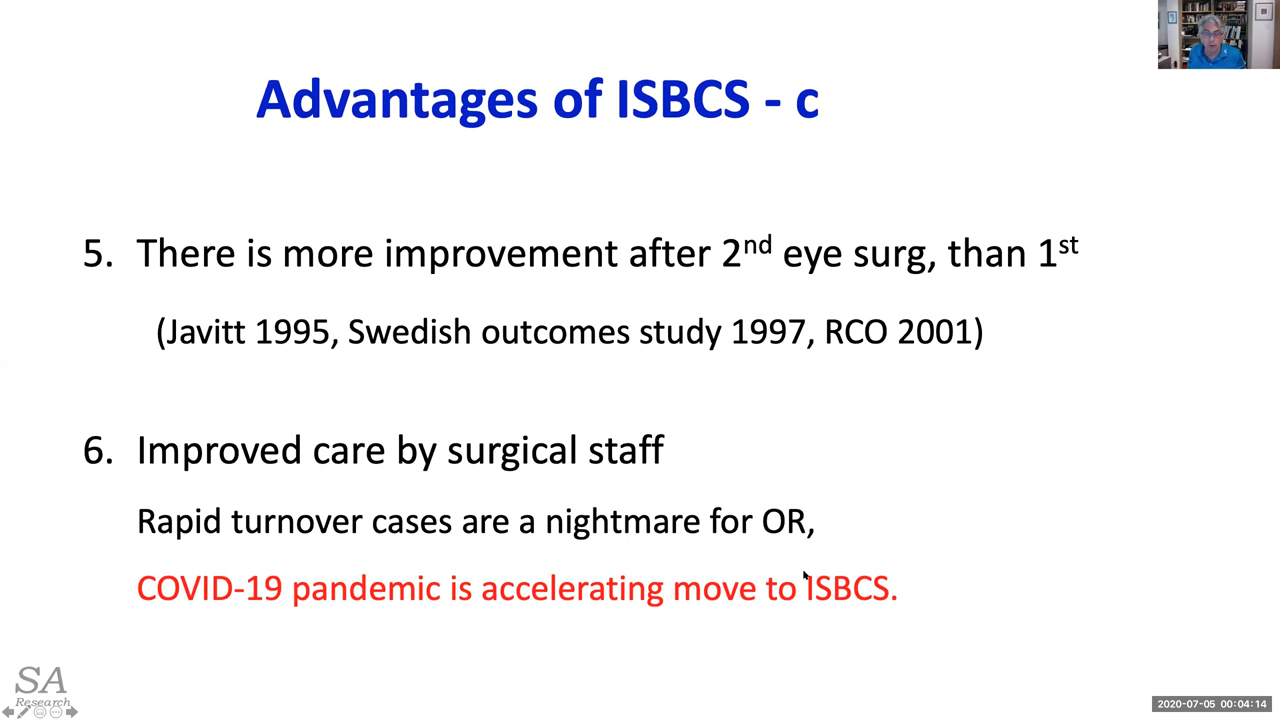 Advantages of ISBCS - c
5. There is more improvement after 2nd eye surg, than 1st
(Javitt 1995, Swedish outcomes study 1997, RCO 2001)
6. Improved care by surgical staff
Rapid turnover cases are a nightmare for OR,
COVID-19 pandemic is accelerating move to ISBCS.
SA
Research
2020-07-05 00:04:14